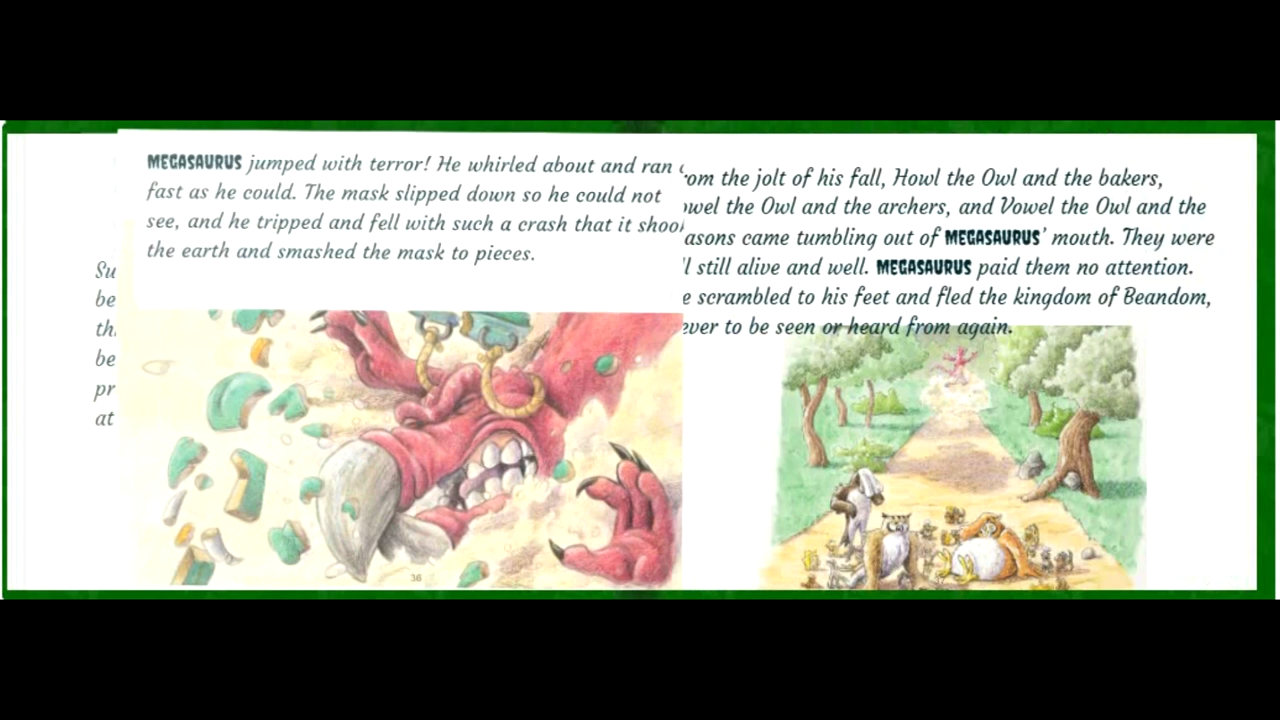 MEGASAURUS jumped with terror! He whirled about and ran
fast as he could. The mask slipped down so he could not
see, and he tripped and fell with such a crash that it
the earth and smashed the mask to pieces.
the jolt of his fall, Howl the Owl and the bakers,
the Owl and the archers, and Vowel the Owl and the
came tumbling out of MEGASAURUS' mouth. They were
still alive and well. MEGASAURUS paid them no attention.
scrambled to his feet and fled the kingdom of Beandom,
to be seen or heard from again.
36